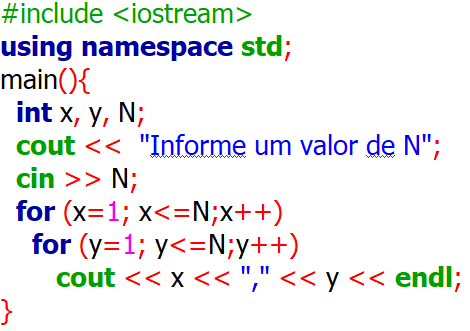 #include <iostream>
using namespace std;
main(){
int x, y, N;
cout << "Informe um valor de N";
cin >> N;
for (x=1; x<=N;x++)
for (y=1; y<=N;y++)
cout << x << "," << y << endl;
}